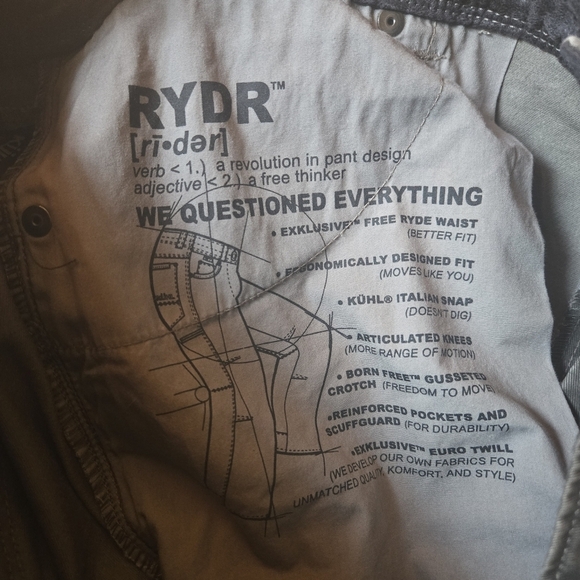 RYDR™
[rī•dər]
verb < 1.) a revolution in pant design
adjective < 2.) a free thinker
WE QUESTIONED EVERYTHING
• EXKLUSIVE™ FREE RYDE WAIST
(BETTER FIT)
• ERGONOMICALLY DESIGNED FIT
(MOVES LIKE YOU)
• KÜHL® ITALIAN SNAP
(DOESN'T DIG)
• ARTICULATED KNEES
(MORE RANGE OF MOTION)
• BORN FREE™ GUSSETED
CROTCH (FREEDOM TO MOVE)
•REINFORCED POCKETS AND
SCUFFGUARD (FOR DURABILITY)
•EXKLUSIVE™ EURO TWILL
(WE DEVELOP OUR OWN FABRICS FOR
UNMATCHED QUALITY, KOMFORT, AND STYLE)